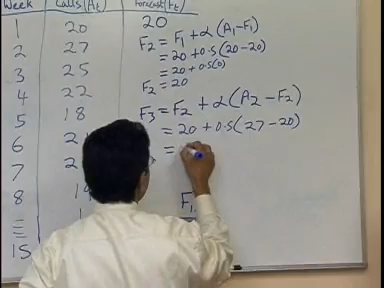 Week Calls(At) Forecast(Ft)
1 20 20
2 27 F2 = F1 + α(A1-F1)
= 20 + 0.5(20-20)
3 25 = 20 + 0.5(0)
4 22 F2 = 20
5 18 F3 = F2 + α(A2-F2)
= 20 + 0.5(27-20)
6 2
=
7 2
8 1
F1
15 1